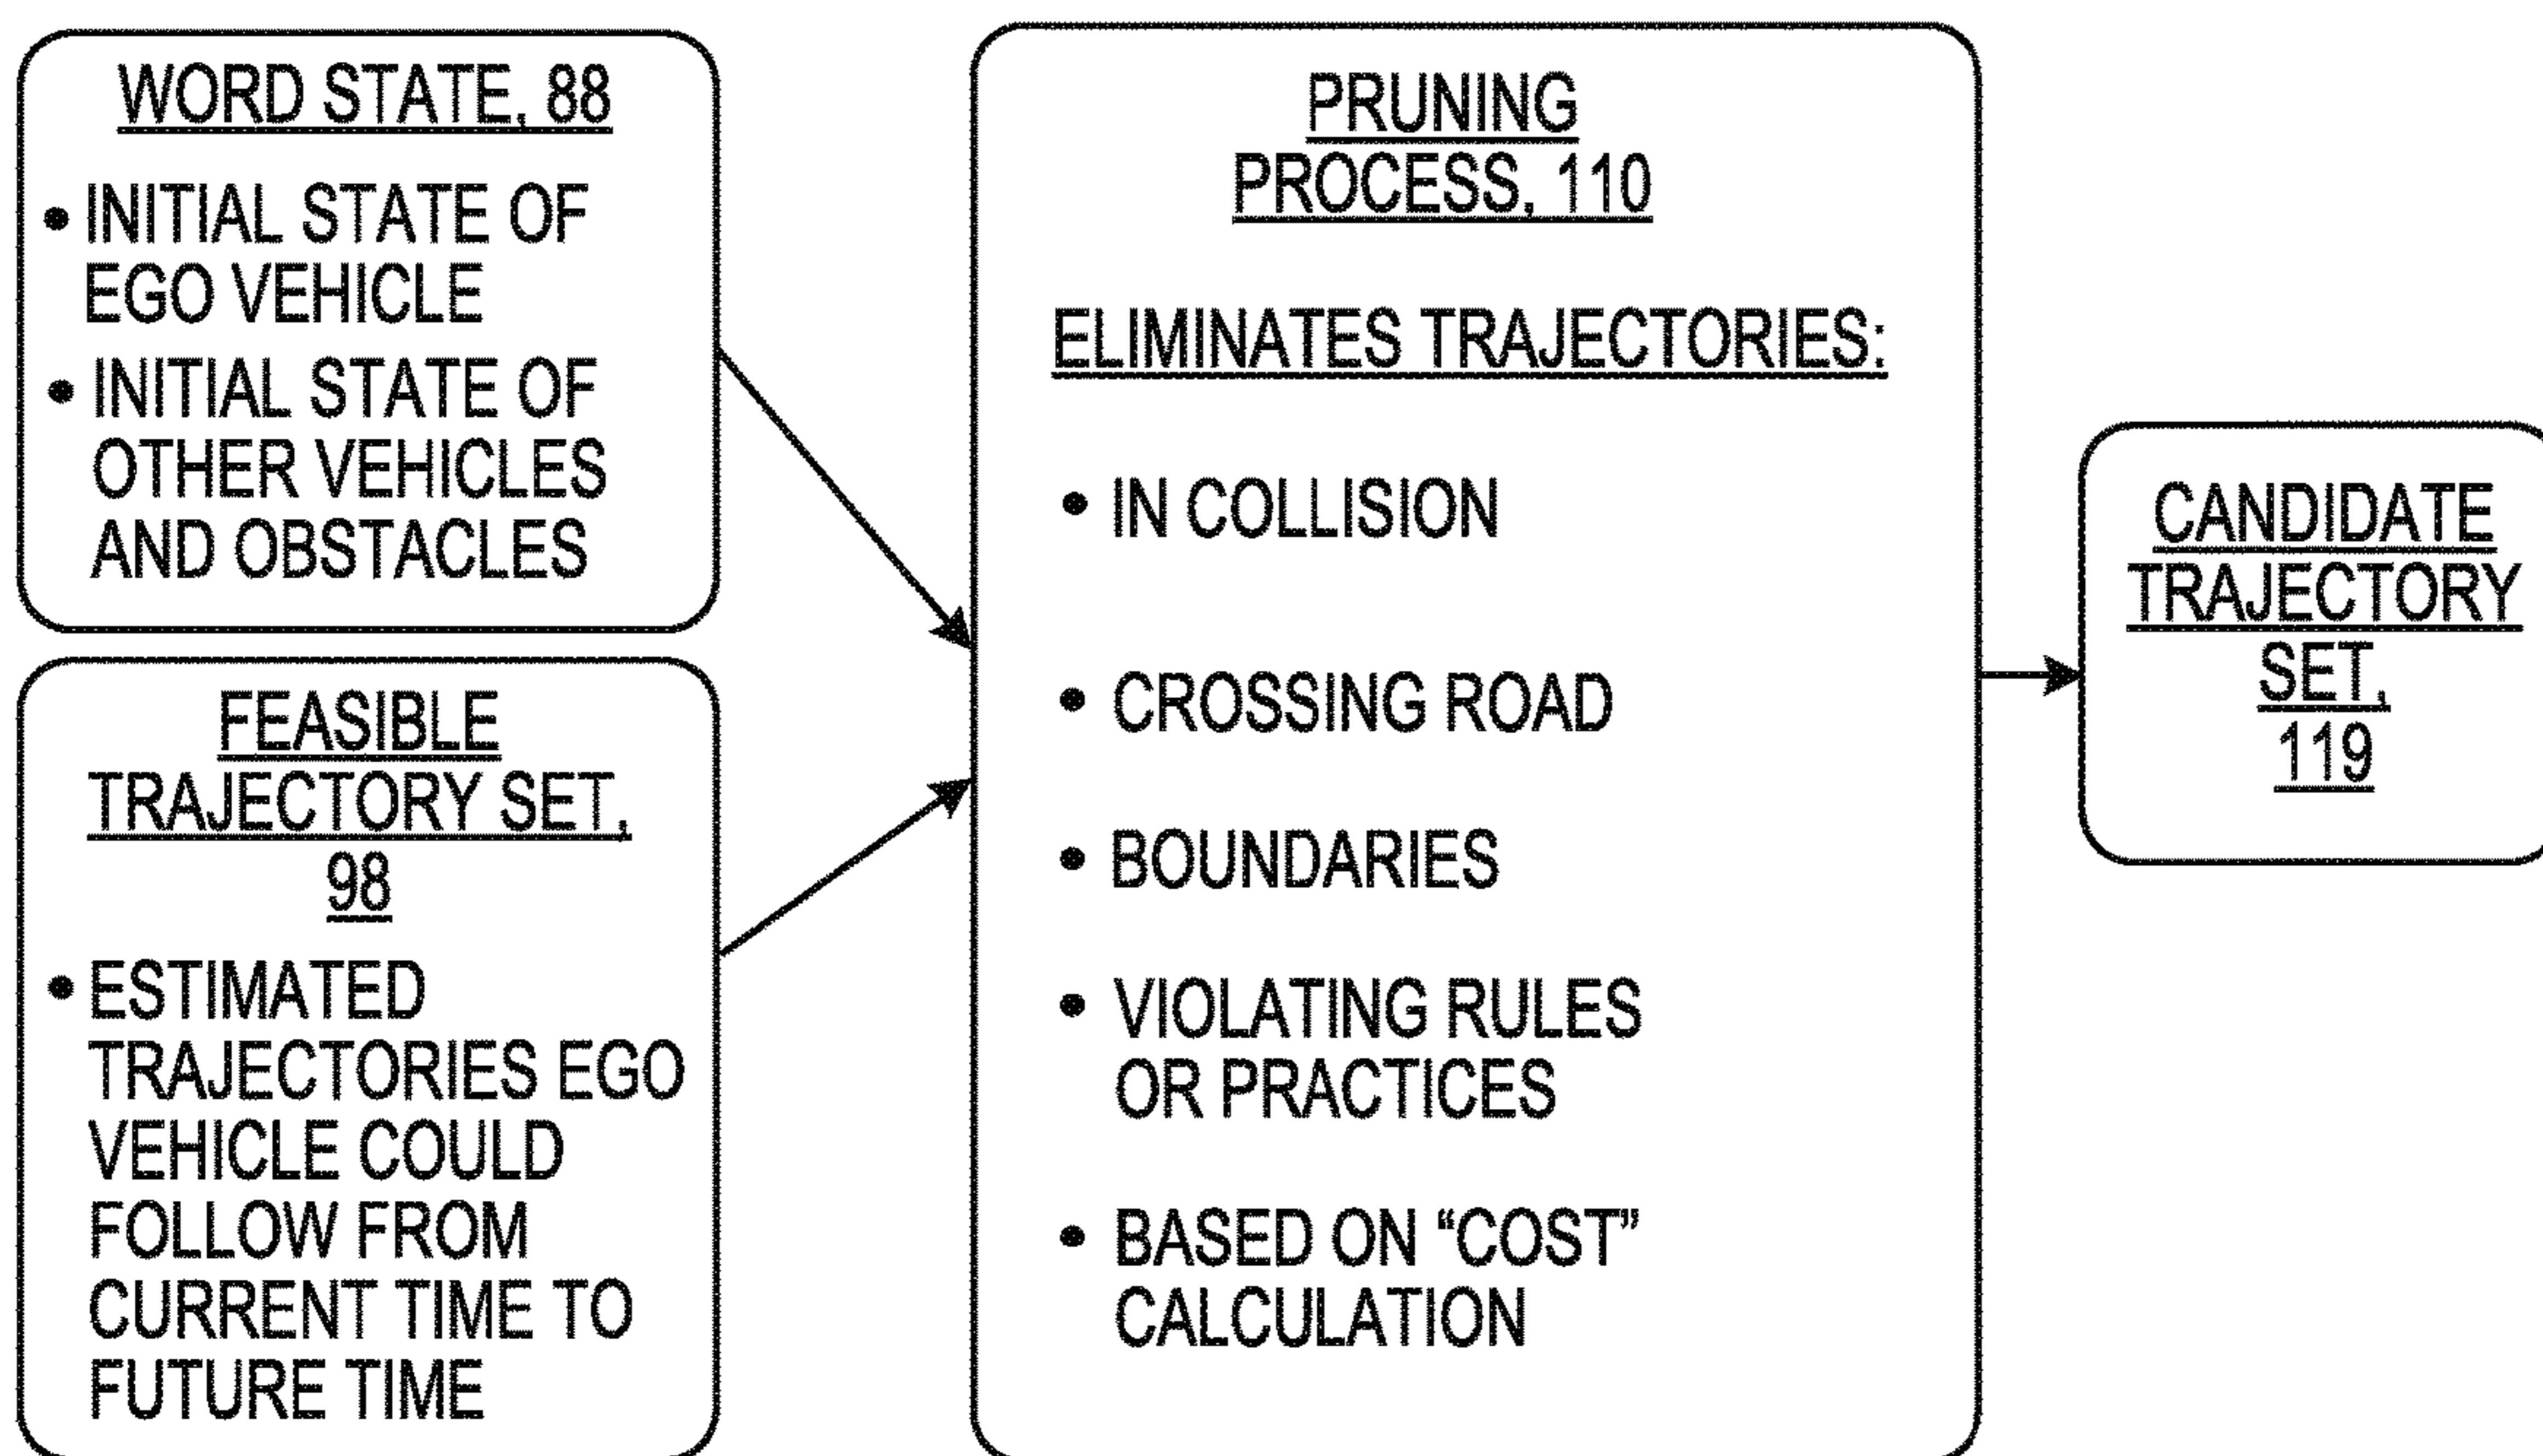 WORD STATE, 88
• INITIAL STATE OF
EGO VEHICLE
• INITIAL STATE OF
OTHER VEHICLES
AND OBSTACLES
FEASIBLE
TRAJECTORY SET,
98
• ESTIMATED
TRAJECTORIES EGO
VEHICLE COULD
FOLLOW FROM
CURRENT TIME TO
FUTURE TIME
PRUNING
PROCESS, 110
ELIMINATES TRAJECTORIES:
• IN COLLISION
• CROSSING ROAD
• BOUNDARIES
• VIOLATING RULES
OR PRACTICES
• BASED ON “COST”
CALCULATION
CANDIDATE
TRAJECTORY
SET,
119